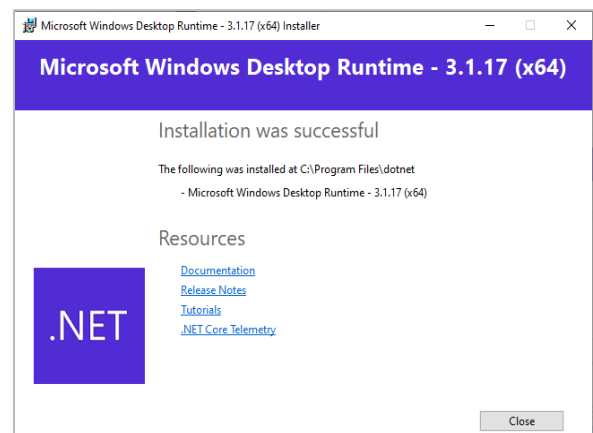 Microsoft Windows Desktop Runtime - 3.1.17 (x64) Installer
Microsoft Windows Desktop Runtime - 3.1.17 (x64)
Installation was successful
The following was installed at C:\Program Files\dotnet
- Microsoft Windows Desktop Runtime - 3.1.17 (x64)
Resources
Documentation
Release Notes
Tutorials
.NET Core Telemetry
.NET
Close